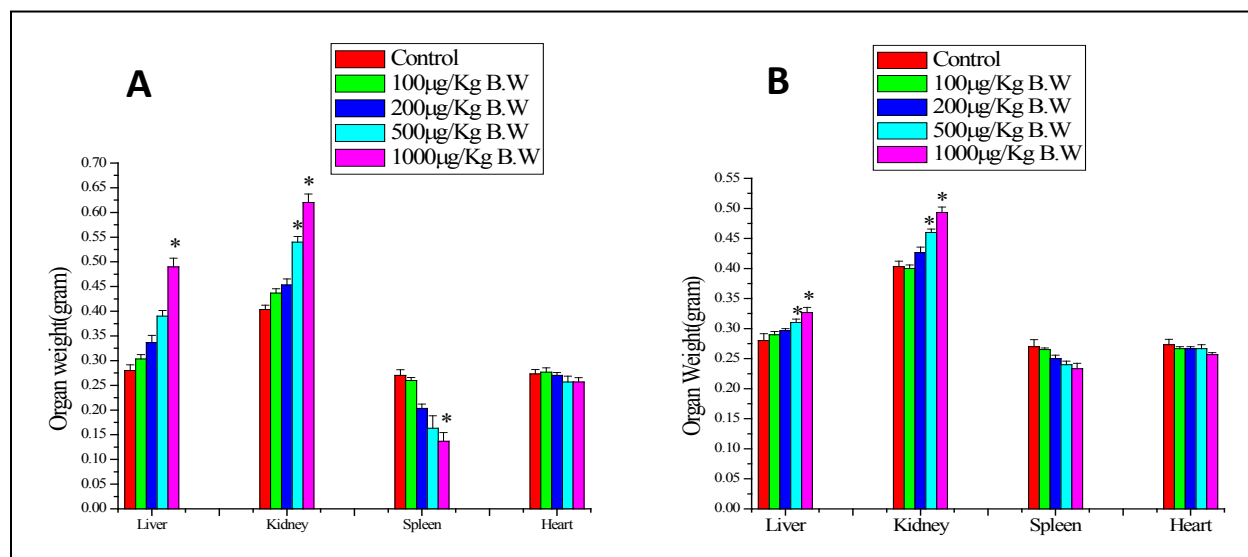 A
Control
100µg/Kg B.W
200µg/Kg B.W
500µg/Kg B.W
1000µg/Kg B.W
Organ weight(gram)
0.70
0.65
0.60
0.55
0.50
0.45
0.40
0.35
0.30
0.25
0.20
0.15
0.10
0.05
0.00
*
*
*
*
Liver Kidney Spleen Heart
B
Control
100µg/Kg B.W
200µg/Kg B.W
500µg/Kg B.W
1000µg/Kg B.W
Organ Weight(gram)
0.55
0.50
0.45
0.40
0.35
0.30
0.25
0.20
0.15
0.10
0.05
0.00
*
*
*
*
Liver Kidney Spleen Heart